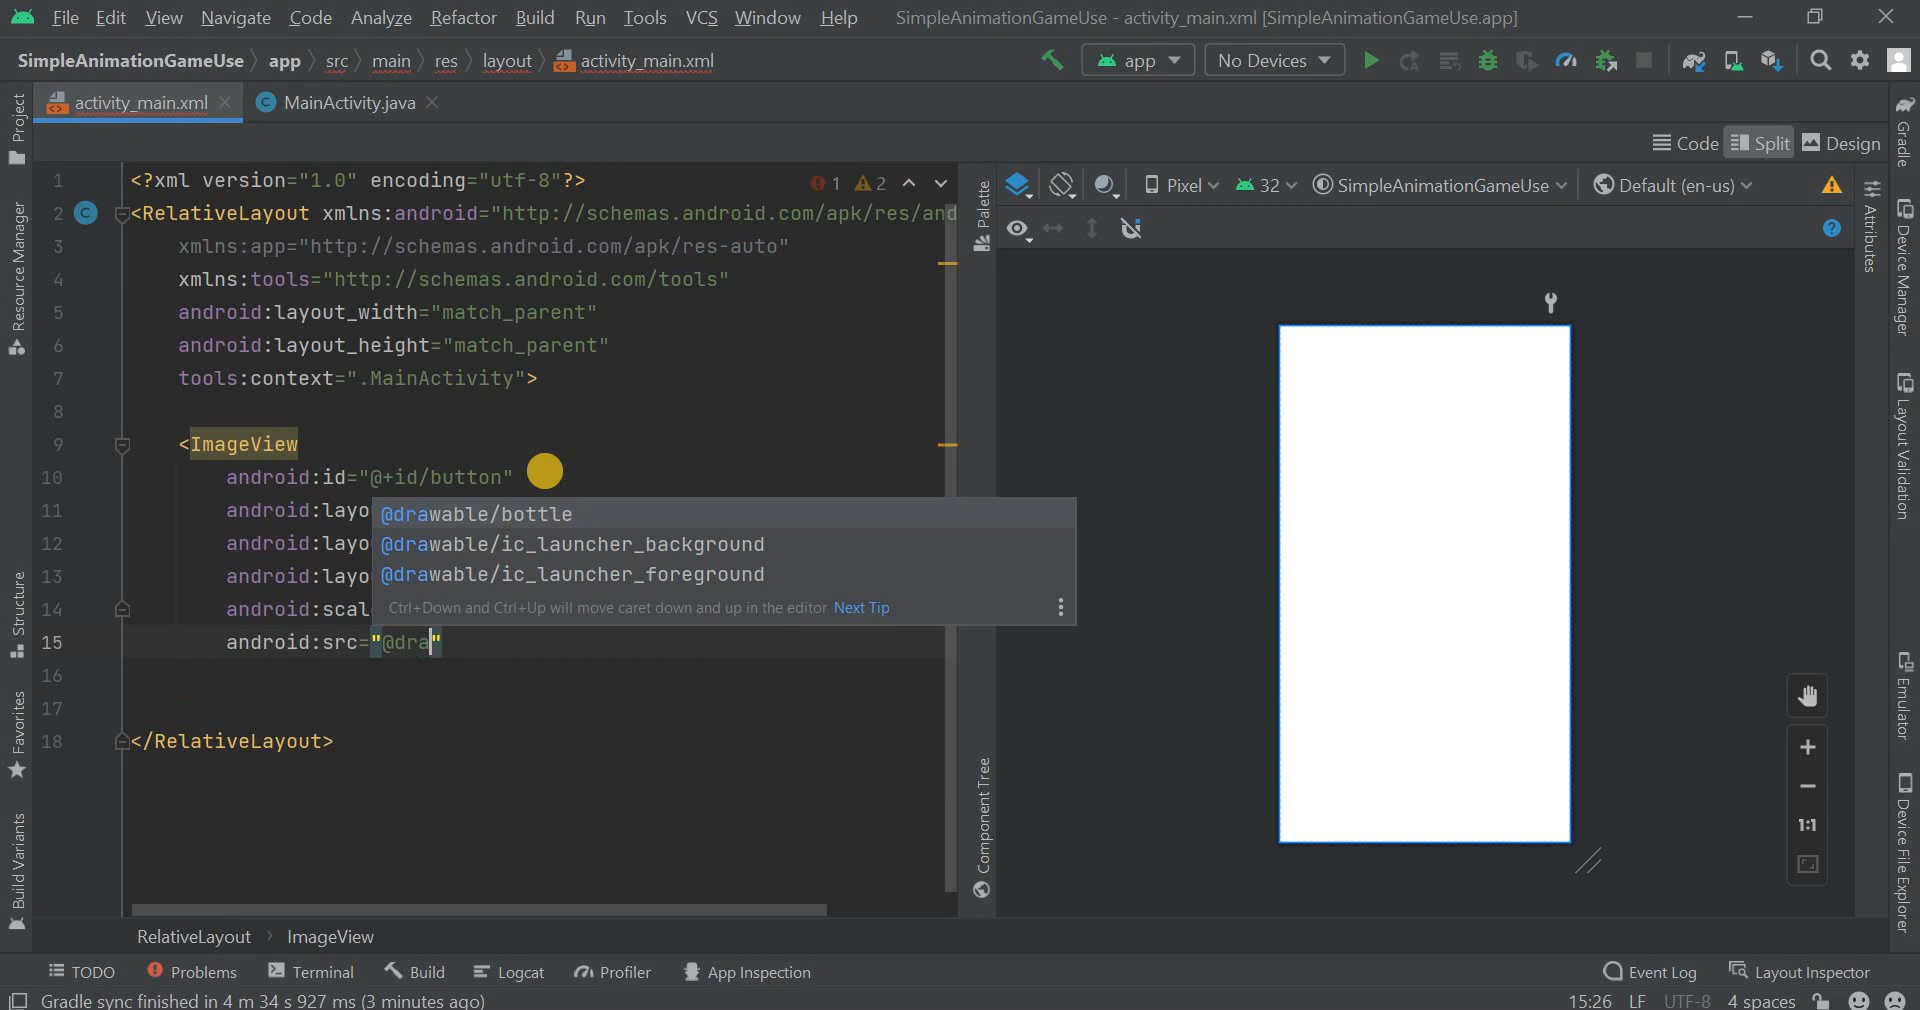 File Edit View Navigate Code Analyze Refactor Build Run Tools VCS Window Help SimpleAnimationGameUse - activity_main.xml [SimpleAnimationGameUse.app]
SimpleAnimationGameUse app src main res layout activity_main.xml app No Devices
activity_main.xml MainActivity.java
Code Split Design
Project
Resource Manager
Structure
Favorites
Build Variants
1 <?xml version="1.0" encoding="utf-8"?> 1 2
2 <RelativeLayout xmlns:android="http://schemas.android.com/apk/res/and
3 xmlns:app="http://schemas.android.com/apk/res-auto"
4 xmlns:tools="http://schemas.android.com/tools"
5 android:layout_width="match_parent"
6 android:layout_height="match_parent"
7 tools:context=".MainActivity">
8
9 <ImageView
10 android:id="@+id/button"
11 android:layo
12 android:layo
13 android:layo
14 android:scal
15 android:src="@dra"
16
17
18 </RelativeLayout>
@drawable/bottle
@drawable/ic_launcher_background
@drawable/ic_launcher_foreground
Ctrl+Down and Ctrl+Up will move caret down and up in the editor Next Tip
Palette
Component Tree
Pixel 32 SimpleAnimationGameUse Default (en-us)
1:1
Attributes
Gradle
Device Manager
Layout Validation
Emulator
Device File Explorer
RelativeLayout ImageView
TODO Problems Terminal Build Logcat Profiler App Inspection Event Log Layout Inspector
Gradle sync finished in 4 m 34 s 927 ms (3 minutes ago) 15:26 LF UTF-8 4 spaces